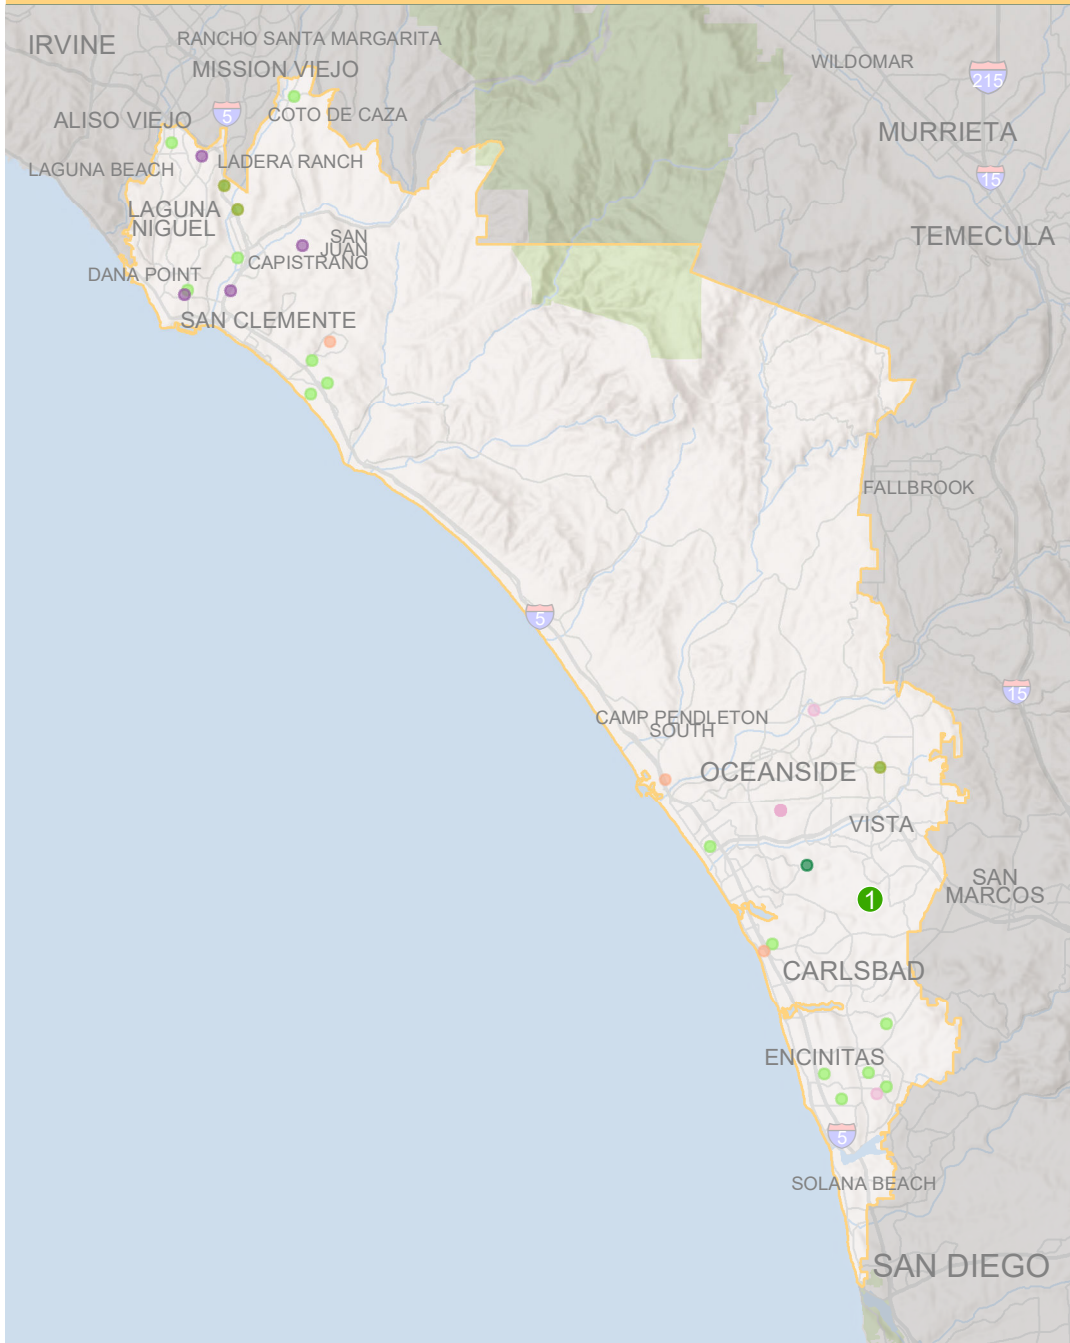 IRVINE
RANCHO SANTA MARGARITA
MISSION VIEJO
WILDOMAR
215
ALISO VIEJO
5
COTO DE CAZA
MURRIETA
LAGUNA BEACH
LADERA RANCH
15
LAGUNA
NIGUEL
SAN
JUAN
CAPISTRANO
TEMECULA
DANA POINT
SAN CLEMENTE
FALLBROOK
5
15
CAMP PENDLETON
SOUTH
OCEANSIDE
VISTA
SAN
MARCOS
1
CARLSBAD
ENCINITAS
5
SOLANA BEACH
SAN DIEGO